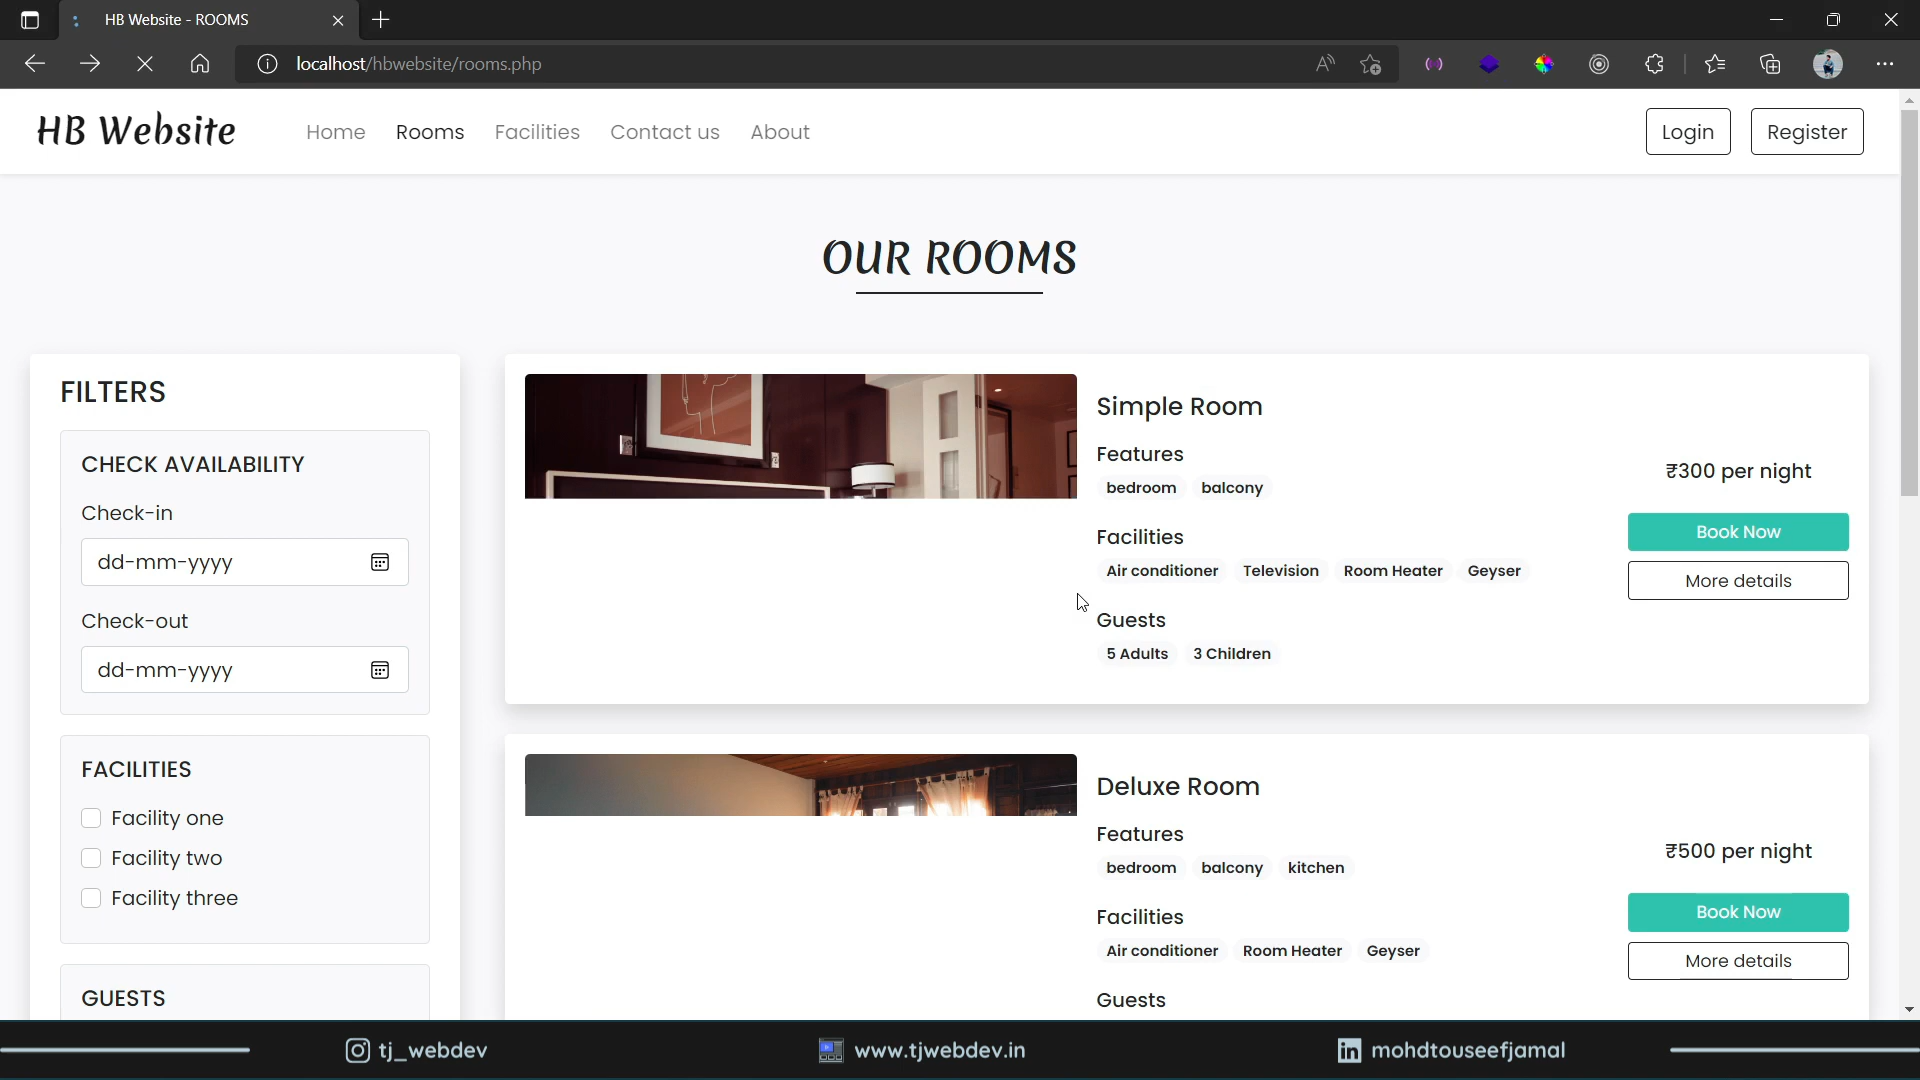 HB Website - ROOMS
localhost/hbwebsite/rooms.php
HB Website
Home Rooms Facilities Contact us About
Login Register
OUR ROOMS
FILTERS
CHECK AVAILABILITY
Check-in
dd-mm-yyyy
Check-out
dd-mm-yyyy
FACILITIES
Facility one
Facility two
Facility three
GUESTS
Simple Room
Features
bedroom balcony
Facilities
Air conditioner Television Room Heater Geyser
Guests
5 Adults 3 Children
₹300 per night
Book Now
More details
Deluxe Room
Features
bedroom balcony kitchen
Facilities
Air conditioner Room Heater Geyser
Guests
₹500 per night
Book Now
More details
tj_webdev
www.tjwebdev.in
mohdtouseefjamal